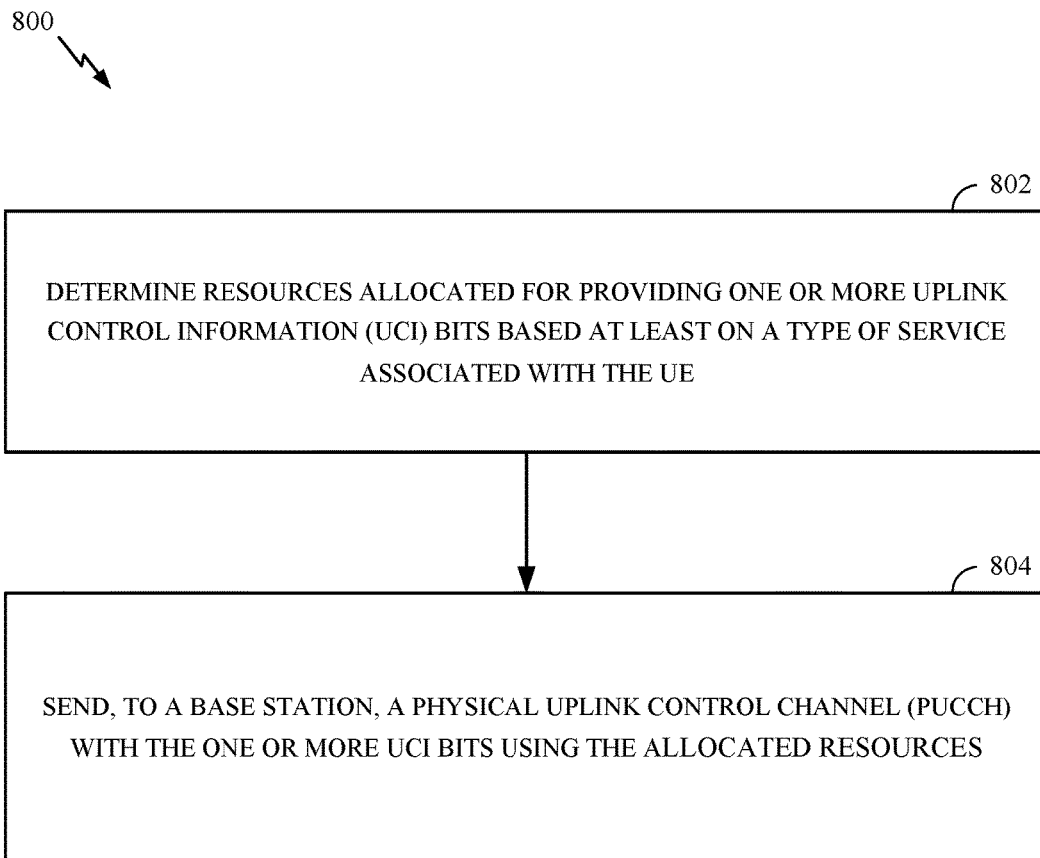 800
802
DETERMINE RESOURCES ALLOCATED FOR PROVIDING ONE OR MORE UPLINK
CONTROL INFORMATION (UCI) BITS BASED AT LEAST ON A TYPE OF SERVICE
ASSOCIATED WITH THE UE
804
SEND, TO A BASE STATION, A PHYSICAL UPLINK CONTROL CHANNEL (PUCCH)
WITH THE ONE OR MORE UCI BITS USING THE ALLOCATED RESOURCES